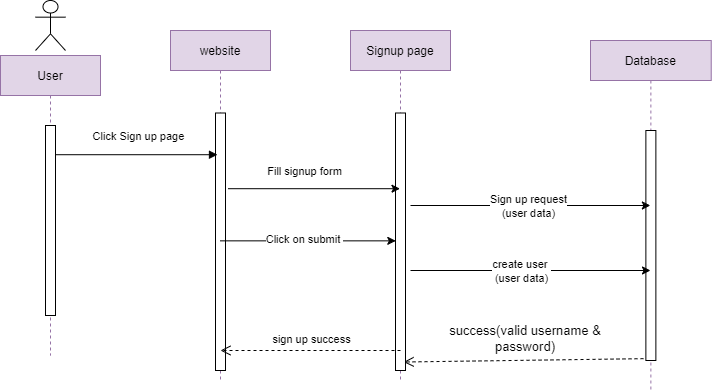 User
website
Signup page
Database
Click Sign up page
Fill signup form
Sign up request
(user data)
Click on submit
create user
(user data)
success(valid username &
password)
sign up success